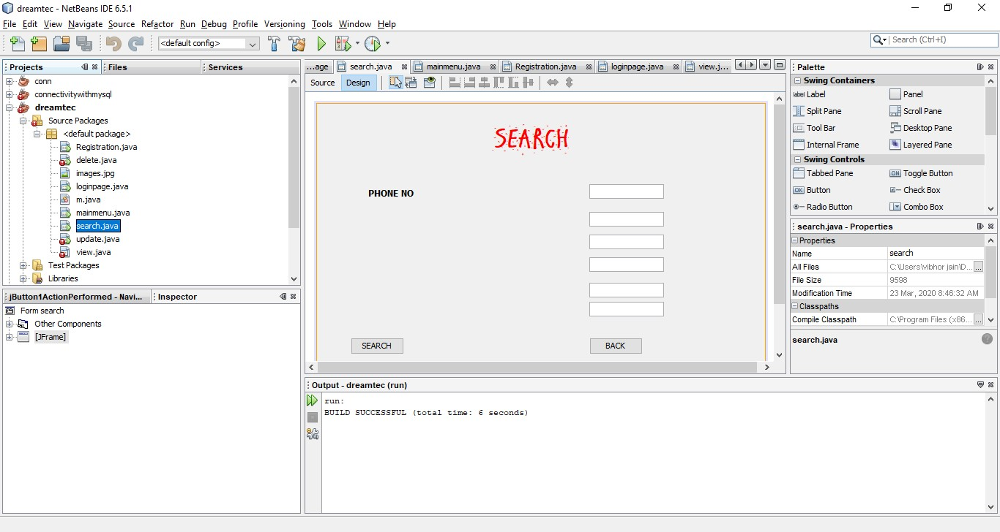 dreamtec - NetBeans IDE 6.5.1
File Edit View Navigate Source Refactor Run Debug Profile Versioning Tools Window Help
<default config>
Search (Ctrl+I)
Projects
Files
Services
conn
connectivitywithmysql
dreamtec
Source Packages
<default package>
Registration.java
delete.java
images.jpg
loginpage.java
m.java
mainmenu.java
search.java
update.java
view.java
Test Packages
Libraries
jButton1ActionPerformed - Navi...
Inspector
Form search
Other Components
[JFrame]
...age
search.java
mainmenu.java
Registration.java
loginpage.java
view.j...
Source
Design
SEARCH
PHONE NO
SEARCH
BACK
Output - dreamtec (run)
run:
BUILD SUCCESSFUL (total time: 6 seconds)
Palette
Swing Containers
label Label
Panel
Split Pane
Scroll Pane
Tool Bar
Desktop Pane
Internal Frame
Layered Pane
Swing Controls
Tabbed Pane
ON Toggle Button
OK Button
Check Box
Radio Button
Combo Box
search.java - Properties
Properties
Name search
All Files C:\Users\vibhor jain\D... ...
File Size 9598
Modification Time 23 Mar, 2020 8:46:32 AM
Classpaths
Compile Classpath C:\Program Files (x86... ...
search.java